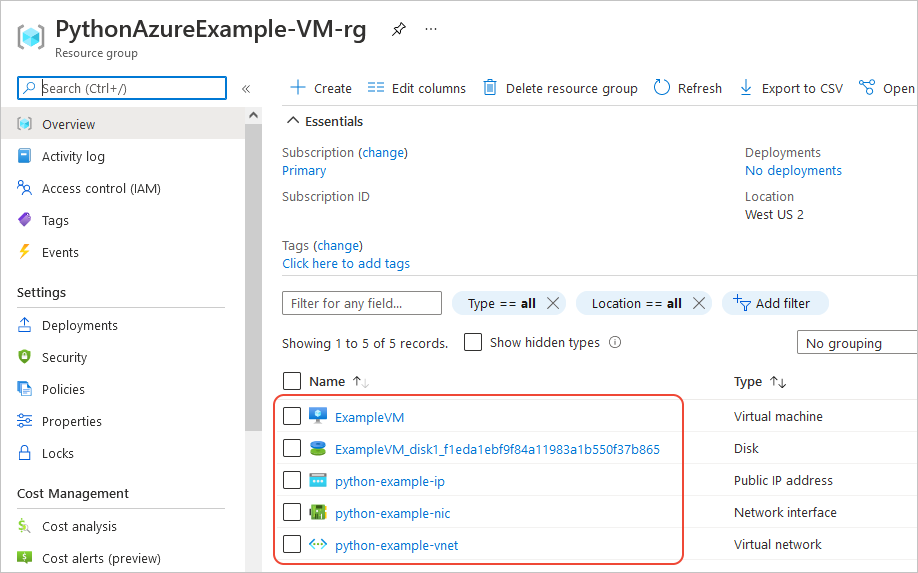 PythonAzureExample-VM-rg ...
Resource group
Search (Ctrl+/) «
Overview
Activity log
Access control (IAM)
Tags
Events
Settings
Deployments
Security
Policies
Properties
Locks
Cost Management
Cost analysis
Cost alerts (preview)
Create Edit columns Delete resource group Refresh Export to CSV Open
Essentials
Subscription (change) Deployments
Primary No deployments
Subscription ID Location
West US 2
Tags (change)
Click here to add tags
Filter for any field... Type == all Location == all Add filter
Showing 1 to 5 of 5 records. Show hidden types No grouping
Name ↑↓ Type ↑↓
ExampleVM Virtual machine
ExampleVM_disk1_f1eda1ebf9f84a11983a1b550f37b865 Disk
python-example-ip Public IP address
python-example-nic Network interface
python-example-vnet Virtual network